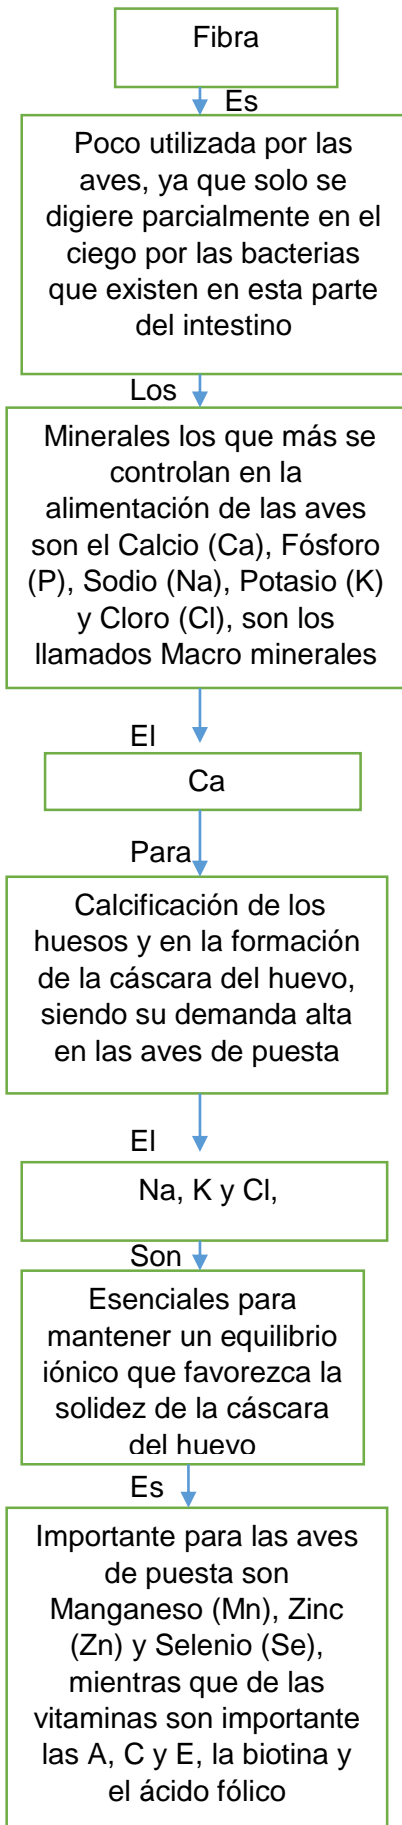 Fibra
Es
Poco utilizada por las
aves, ya que solo se
digiere parcialmente en el
ciego por las bacterias
que existen en esta parte
del intestino
Los
Minerales los que más se
controlan en la
alimentación de las aves
son el Calcio (Ca), Fósforo
(P), Sodio (Na), Potasio (K)
y Cloro (Cl), son los
llamados Macro minerales
El
Ca
Para
Calcificación de los
huesos y en la formación
de la cáscara del huevo,
siendo su demanda alta
en las aves de puesta
El
Na, K y Cl,
Son
Esenciales para
mantener un equilibrio
iónico que favorezca la
solidez de la cáscara
del huevo
Es
Importante para las aves
de puesta son
Manganeso (Mn), Zinc
(Zn) y Selenio (Se),
mientras que de las
vitaminas son importante
las A, C y E, la biotina y
el ácido fólico